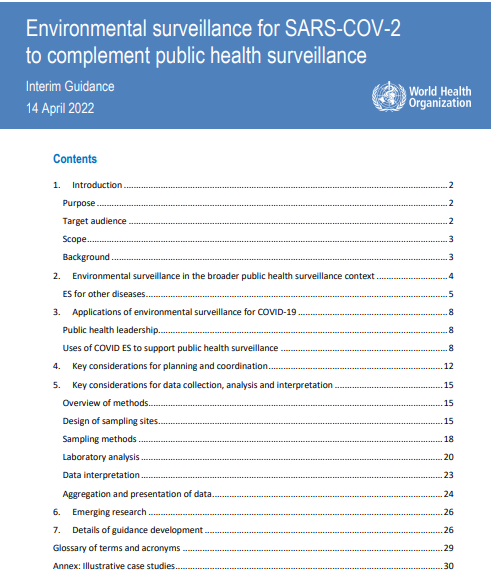 Environmental surveillance for SARS-COV-2
to complement public health surveillance
Interim Guidance
14 April 2022
World Health
Organization
Contents
1. Introduction ........ 2
Purpose ........ 2
Target audience ........ 2
Scope ........ 3
Background ........ 3
2. Environmental surveillance in the broader public health surveillance context ........ 4
ES for other diseases ........ 5
3. Applications of environmental surveillance for COVID-19 ........ 8
Public health leadership ........ 8
Uses of COVID ES to support public health surveillance ........ 8
4. Key considerations for planning and coordination ........ 12
5. Key considerations for data collection, analysis and interpretation ........ 15
Overview of methods ........ 15
Design of sampling sites ........ 15
Sampling methods ........ 18
Laboratory analysis ........ 20
Data interpretation ........ 23
Aggregation and presentation of data ........ 24
6. Emerging research ........ 26
7. Details of guidance development ........ 26
Glossary of terms and acronyms ........ 29
Annex: Illustrative case studies ........ 30